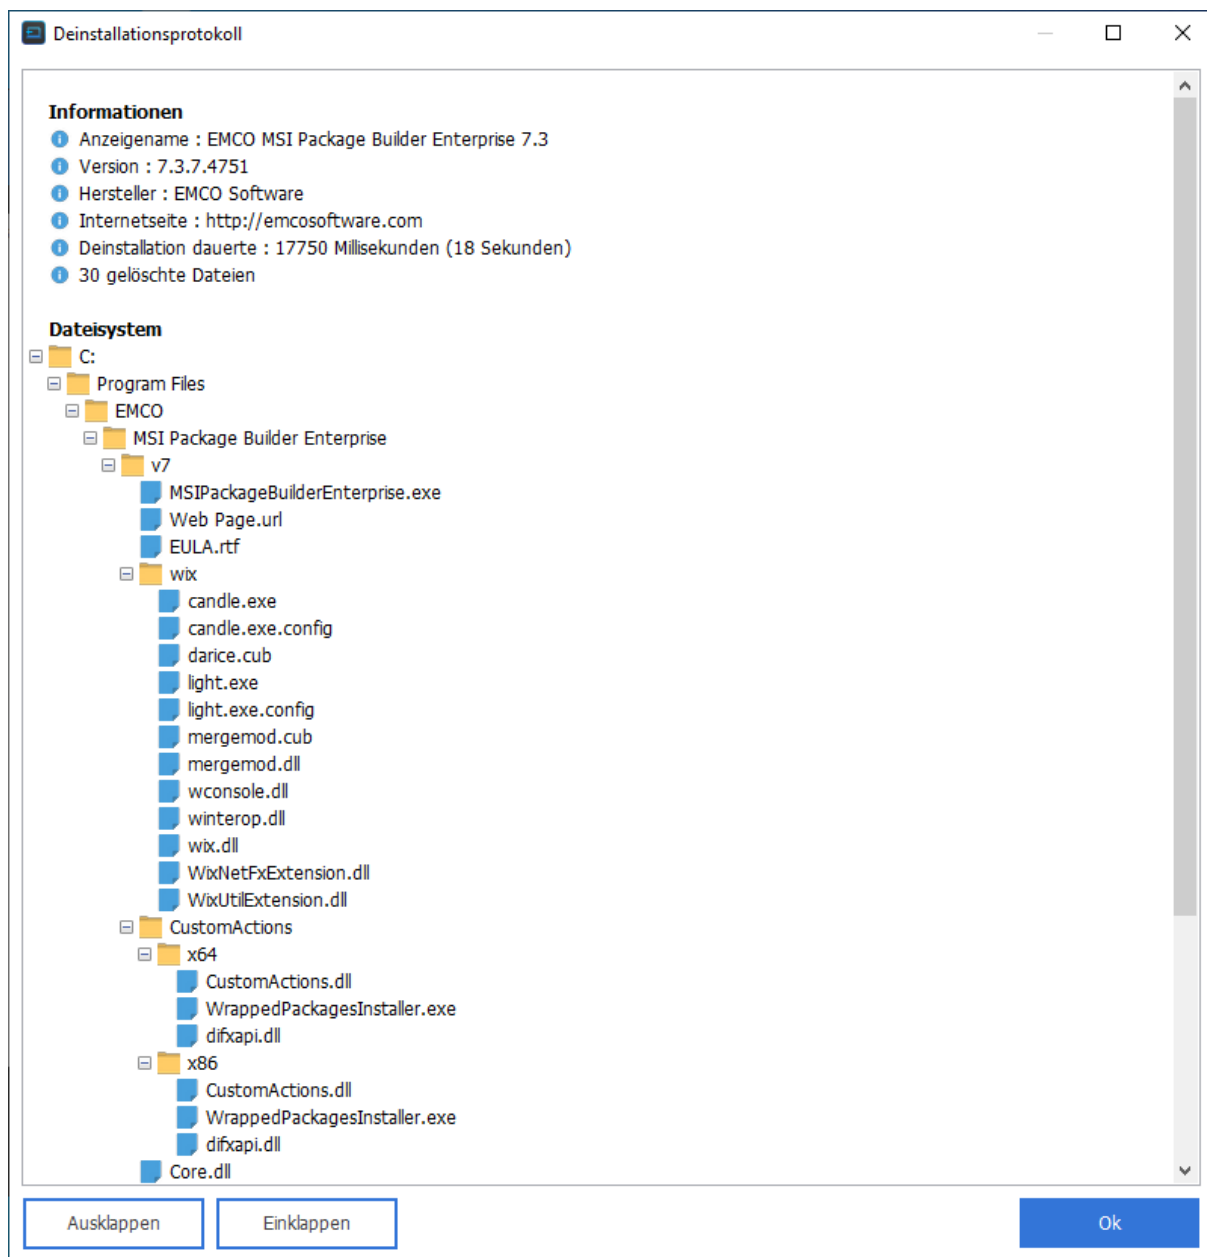 Deinstallationsprotokoll
Informationen
Anzeigename : EMCO MSI Package Builder Enterprise 7.3
Version : 7.3.7.4751
Hersteller : EMCO Software
Internetseite : http://emcosoftware.com
Deinstallation dauerte : 17750 Millisekunden (18 Sekunden)
30 gelöschte Dateien
Dateisystem
C:
Program Files
EMCO
MSI Package Builder Enterprise
v7
MSIPackageBuilderEnterprise.exe
Web Page.url
EULA.rtf
wix
candle.exe
candle.exe.config
darice.cub
light.exe
light.exe.config
mergemod.cub
mergemod.dll
wconsole.dll
winterop.dll
wix.dll
WixNetFxExtension.dll
WixUtilExtension.dll
CustomActions
x64
CustomActions.dll
WrappedPackagesInstaller.exe
difxapi.dll
x86
CustomActions.dll
WrappedPackagesInstaller.exe
difxapi.dll
Core.dll
Ausklappen Einklappen Ok